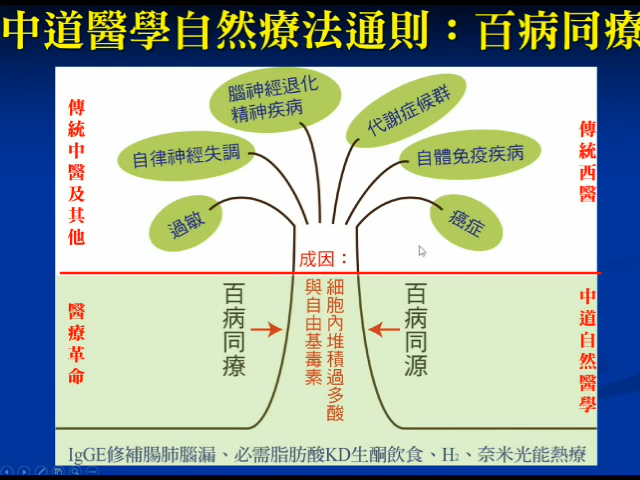 中道醫學自然療法通則：百病同療
傳統中醫及其他
腦神經退化
精神疾病
代謝症候群
自律神經失調
自體免疫疾病
過敏
癌症
傳統西醫
成因：
醫療革命
百病同療
與自由基毒素
細胞內堆積過多酸
百病同源
中道自然醫學
IgGE修補腸肺腦漏、必需脂肪酸KD生酮飲食、H₂、奈米光能熱療